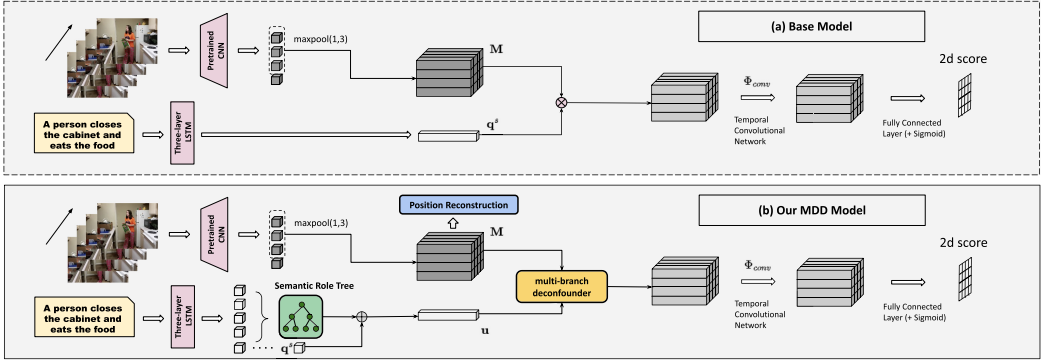 (a) Base Model
Pretrained
CNN
maxpool(1,3)
M
2d score
Φconv
A person closes
the cabinet and
eats the food
Three-layer
LSTM
q^s
Temporal
Convolutional
Network
Fully Connected
Layer (+ Sigmoid)
(b) Our MDD Model
Position Reconstruction
Pretrained
CNN
maxpool(1,3)
M
2d score
Φconv
multi-branch
deconfounder
Semantic Role Tree
A person closes
the cabinet and
eats the food
Three-layer
LSTM
q^s
u
Temporal
Convolutional
Network
Fully Connected
Layer (+ Sigmoid)